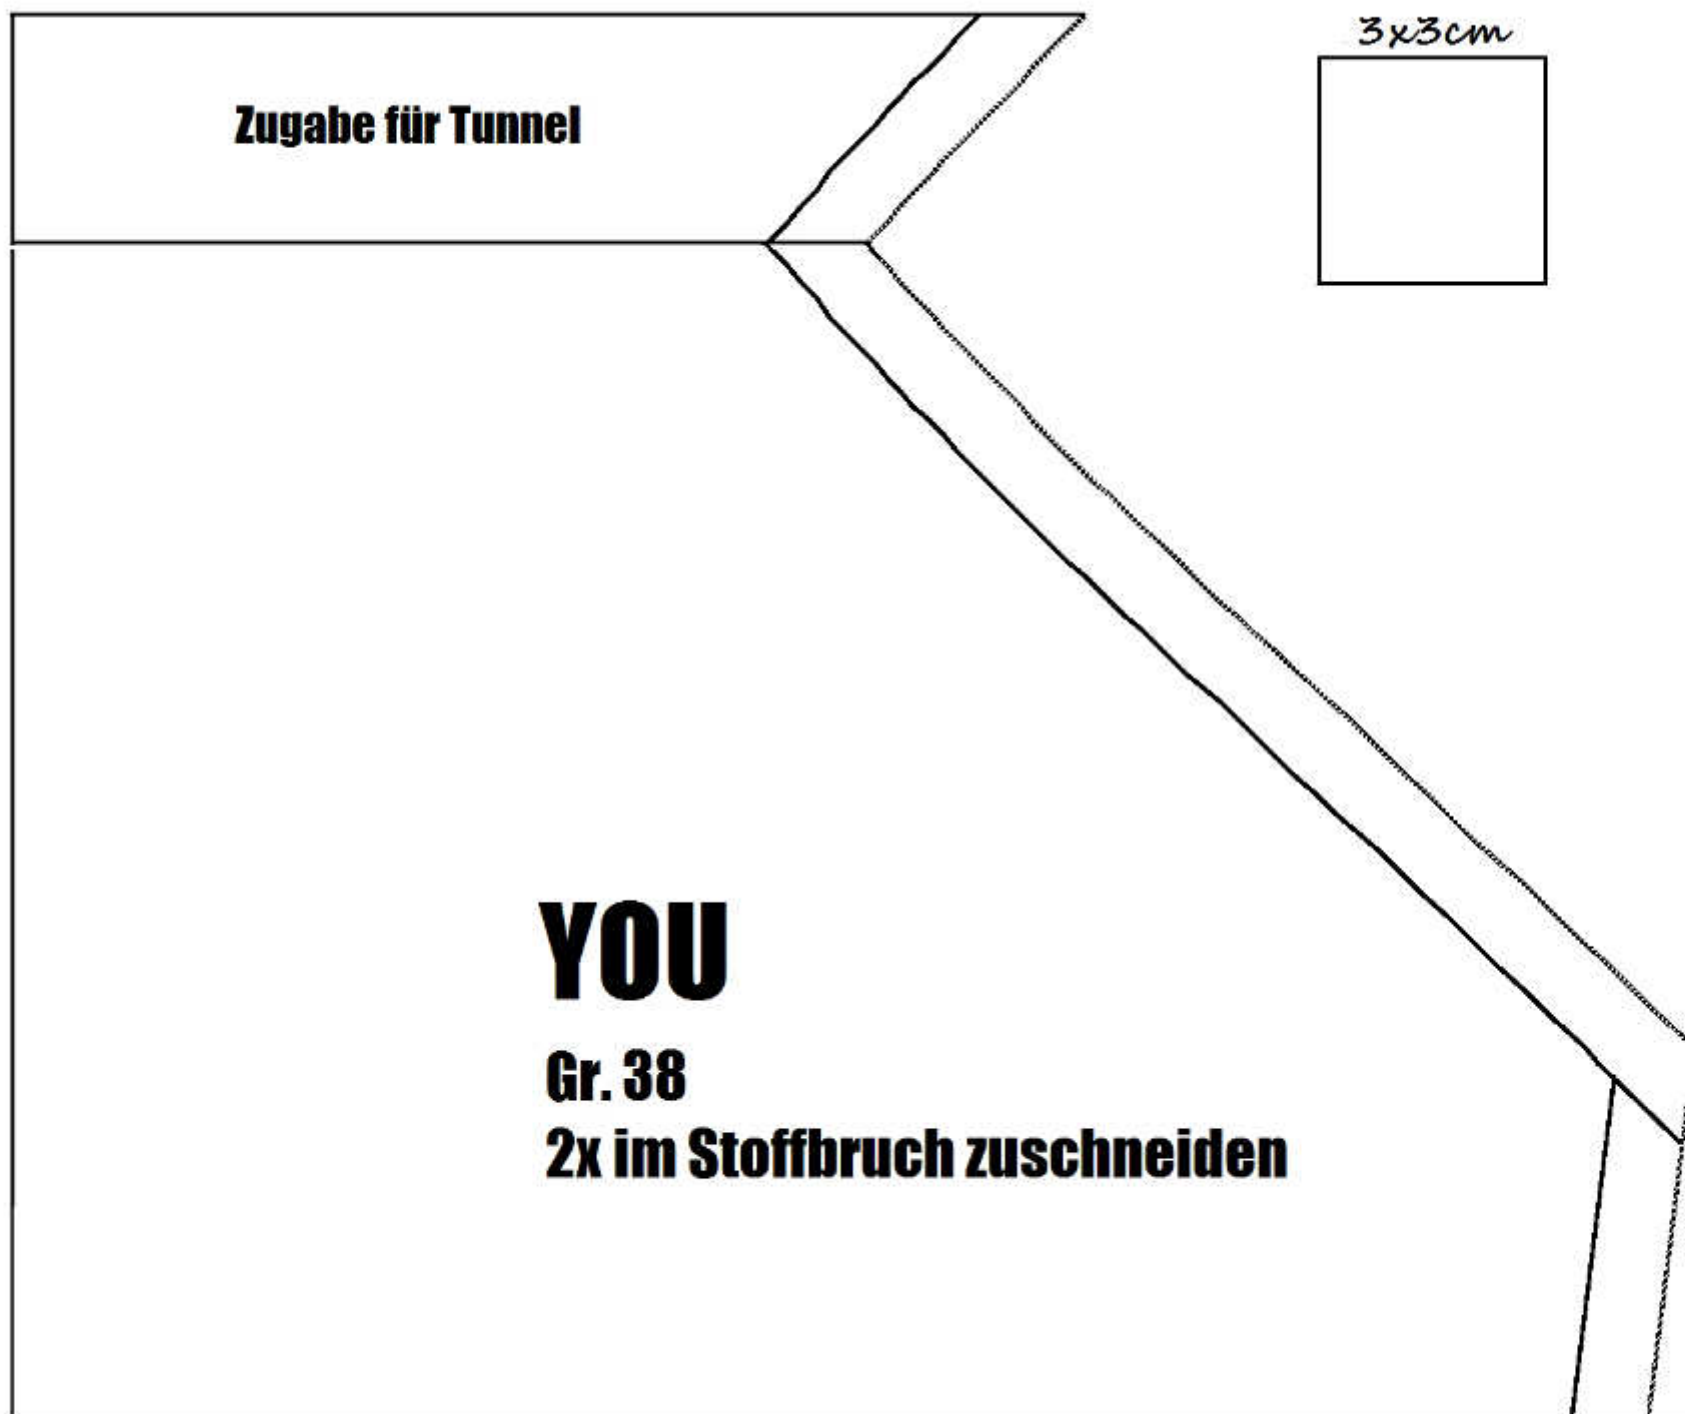 3x3cm
Zugabe für Tunnel
YOU
Gr. 38
2x im Stoffbruch zuschneiden